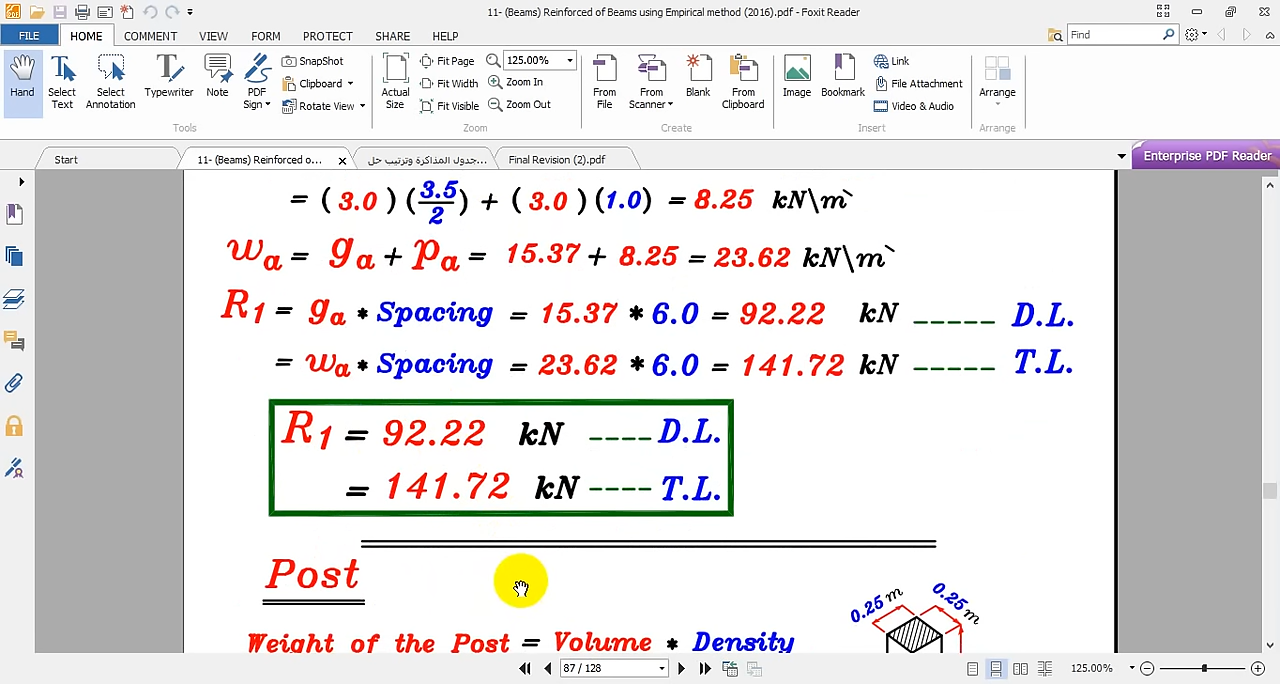 11- (Beams) Reinforced of Beams using Empirical method (2016).pdf - Foxit Reader
FILE HOME COMMENT VIEW FORM PROTECT SHARE HELP Find
Hand
Select Text
Select Annotation
Typewriter
Note
PDF Sign
SnapShot
Clipboard
Rotate View
Tools
Actual Size
Fit Page
Fit Width
Fit Visible
125.00%
Zoom In
Zoom Out
Zoom
From File
From Scanner
Blank
From Clipboard
Create
Image
Bookmark
Link
File Attachment
Video & Audio
Insert
Arrange
Arrange
Start 11- (Beams) Reinforced o... جدول المذاكرة وترتيب حل... Final Revision (2).pdf Enterprise PDF Reader
= (3.0)(3.5/2) + (3.0)(1.0) = 8.25 kN\m`
wa = ga + pa = 15.37 + 8.25 = 23.62 kN\m`
R1 = ga * Spacing = 15.37 * 6.0 = 92.22 kN _____ D.L.
= wa * Spacing = 23.62 * 6.0 = 141.72 kN _____ T.L.
R1 = 92.22 kN ---- D.L.
= 141.72 kN ---- T.L.
Post
0.25 m 0.25 m
Weight of the Post = Volume * Density
87 / 128 125.00%